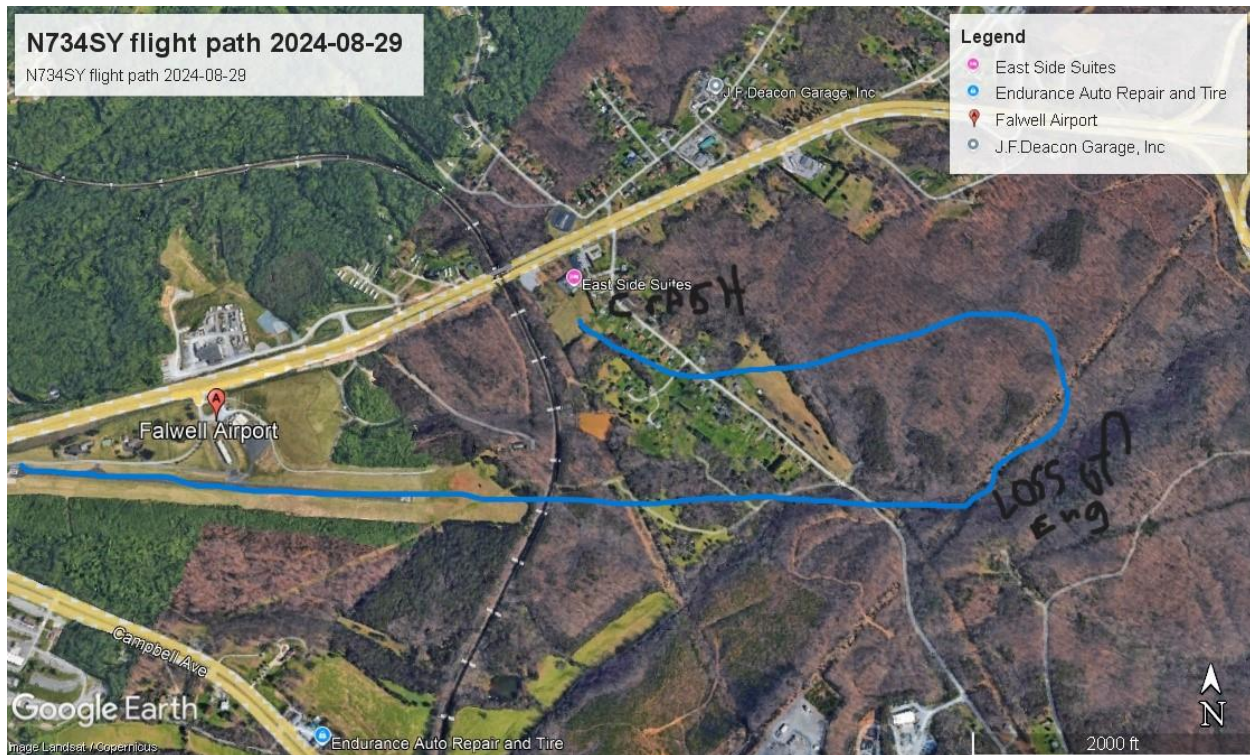 N734SY flight path 2024-08-29
N734SY flight path 2024-08-29
Legend
East Side Suites
Endurance Auto Repair and Tire
Falwell Airport
J.F.Deacon Garage, Inc
J.F.Deacon Garage, Inc
East Side Suites
CrASH
A
Falwell Airport
Loss of
Eng
Campbell Ave
Google Earth
Image Landsat / Copernicus
Endurance Auto Repair and Tire
N
2000 ft